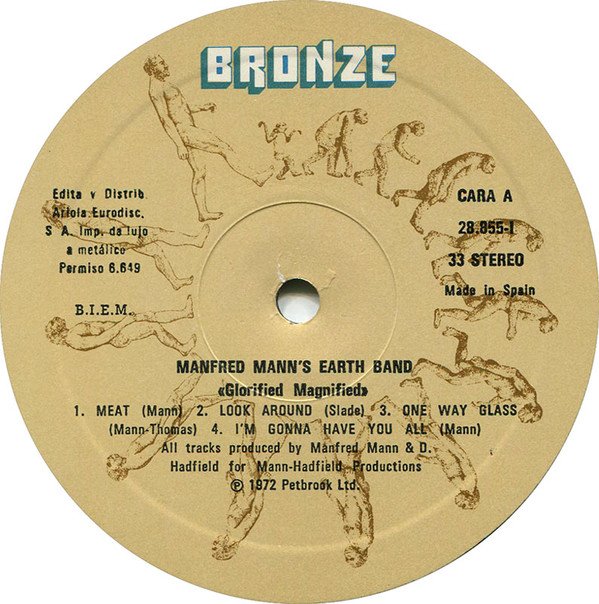 BRONZE
Edita y Distrib.
Ariola Eurodisc.
S A. Imp. de lujo
a metálico
Permiso 6.649
B.I.E.M.
CARA A
28.855-I
33 STEREO
Made in Spain
MANFRED MANN'S EARTH BAND
«Glorified Magnified»
1. MEAT (Mann) 2. LOOK AROUND (Slade) 3. ONE WAY GLASS
(Mann-Thomas) 4. I'M GONNA HAVE YOU ALL (Mann)
All tracks produced by Manfred Mann & D.
Hadfield for Mann-Hadfield Productions
℗ 1972 Petbrook Ltd.